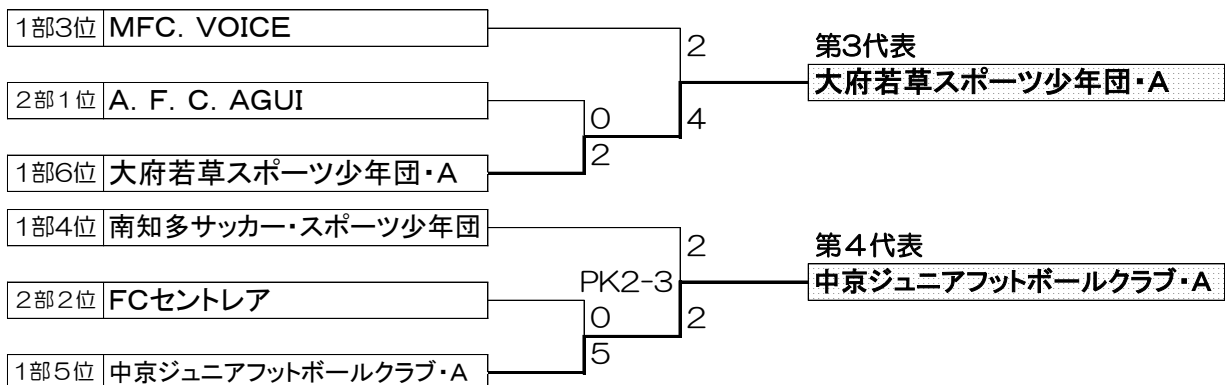 1部3位 MFC. VOICE
2
第3代表
大府若草スポーツ少年団・A
2部1位 A. F. C. AGUI
0
4
2
1部6位 大府若草スポーツ少年団・A
1部4位 南知多サッカー・スポーツ少年団
2
第4代表
PK2-3
中京ジュニアフットボールクラブ・A
2部2位 FCセントレア
0
2
5
1部5位 中京ジュニアフットボールクラブ・A